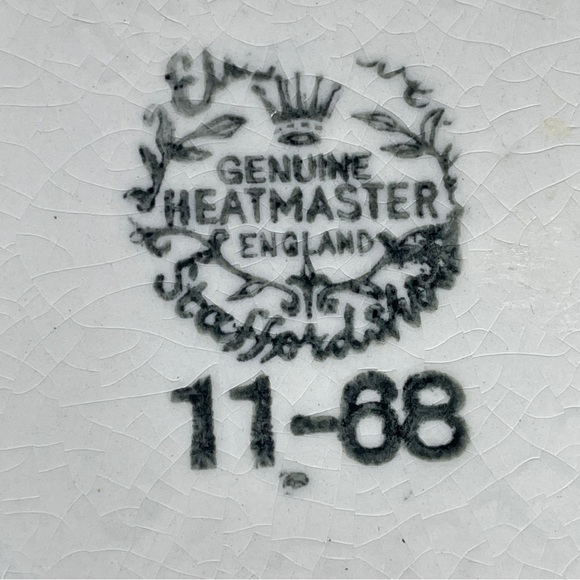 GENUINE
HEATMASTER
ENGLAND
Staffordshire
11-68